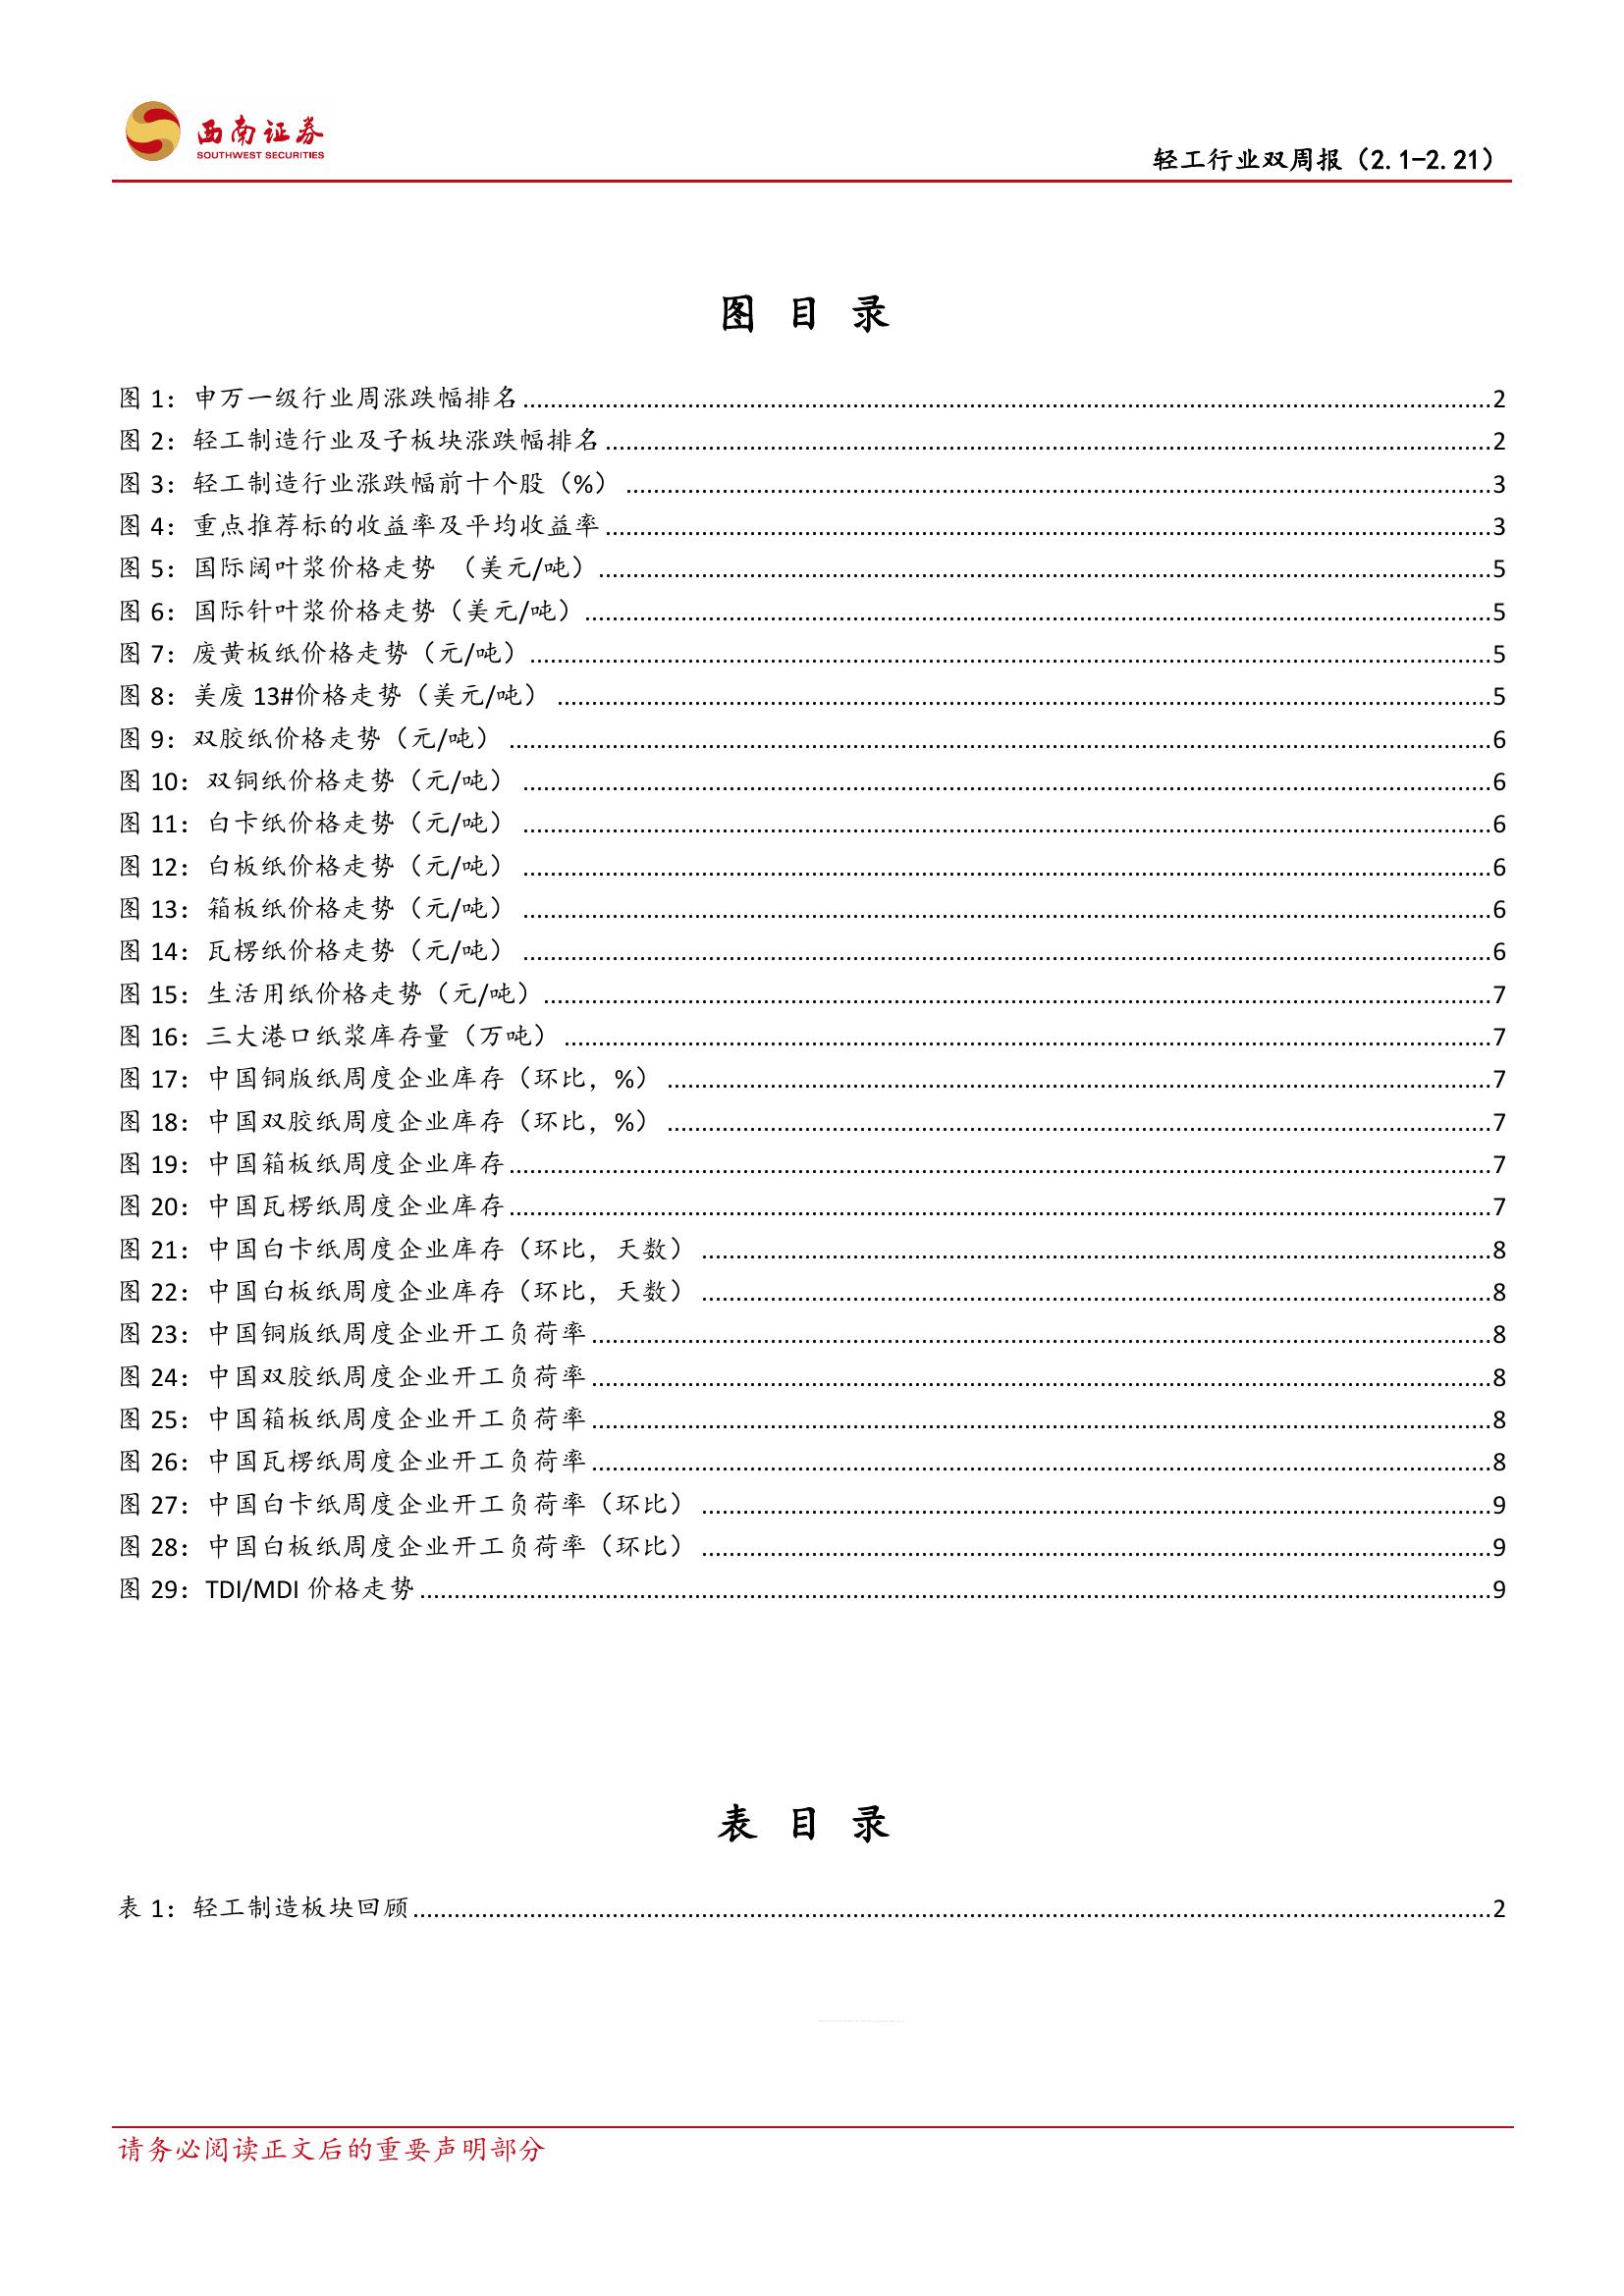 西南证券
SOUTHWEST SECURITIES
轻工行业双周报（2.1-2.21）
图 目 录
图 1：申万一级行业周涨跌幅排名........2
图 2：轻工制造行业及子板块涨跌幅排名........2
图 3：轻工制造行业涨跌幅前十个股（%）........3
图 4：重点推荐标的收益率及平均收益率........3
图 5：国际阔叶浆价格走势 （美元/吨）........5
图 6：国际针叶浆价格走势（美元/吨）........5
图 7：废黄板纸价格走势（元/吨）........5
图 8：美废 13#价格走势（美元/吨）........5
图 9：双胶纸价格走势（元/吨）........6
图 10：双铜纸价格走势（元/吨）........6
图 11：白卡纸价格走势（元/吨）........6
图 12：白板纸价格走势（元/吨）........6
图 13：箱板纸价格走势（元/吨）........6
图 14：瓦楞纸价格走势（元/吨）........6
图 15：生活用纸价格走势（元/吨）........7
图 16：三大港口纸浆库存量（万吨）........7
图 17：中国铜版纸周度企业库存（环比，%）........7
图 18：中国双胶纸周度企业库存（环比，%）........7
图 19：中国箱板纸周度企业库存........7
图 20：中国瓦楞纸周度企业库存........7
图 21：中国白卡纸周度企业库存（环比，天数）........8
图 22：中国白板纸周度企业库存（环比，天数）........8
图 23：中国铜版纸周度企业开工负荷率........8
图 24：中国双胶纸周度企业开工负荷率........8
图 25：中国箱板纸周度企业开工负荷率........8
图 26：中国瓦楞纸周度企业开工负荷率........8
图 27：中国白卡纸周度企业开工负荷率（环比）........9
图 28：中国白板纸周度企业开工负荷率（环比）........9
图 29：TDI/MDI 价格走势........9
表 目 录
表 1：轻工制造板块回顾........2
请务必阅读正文后的重要声明部分